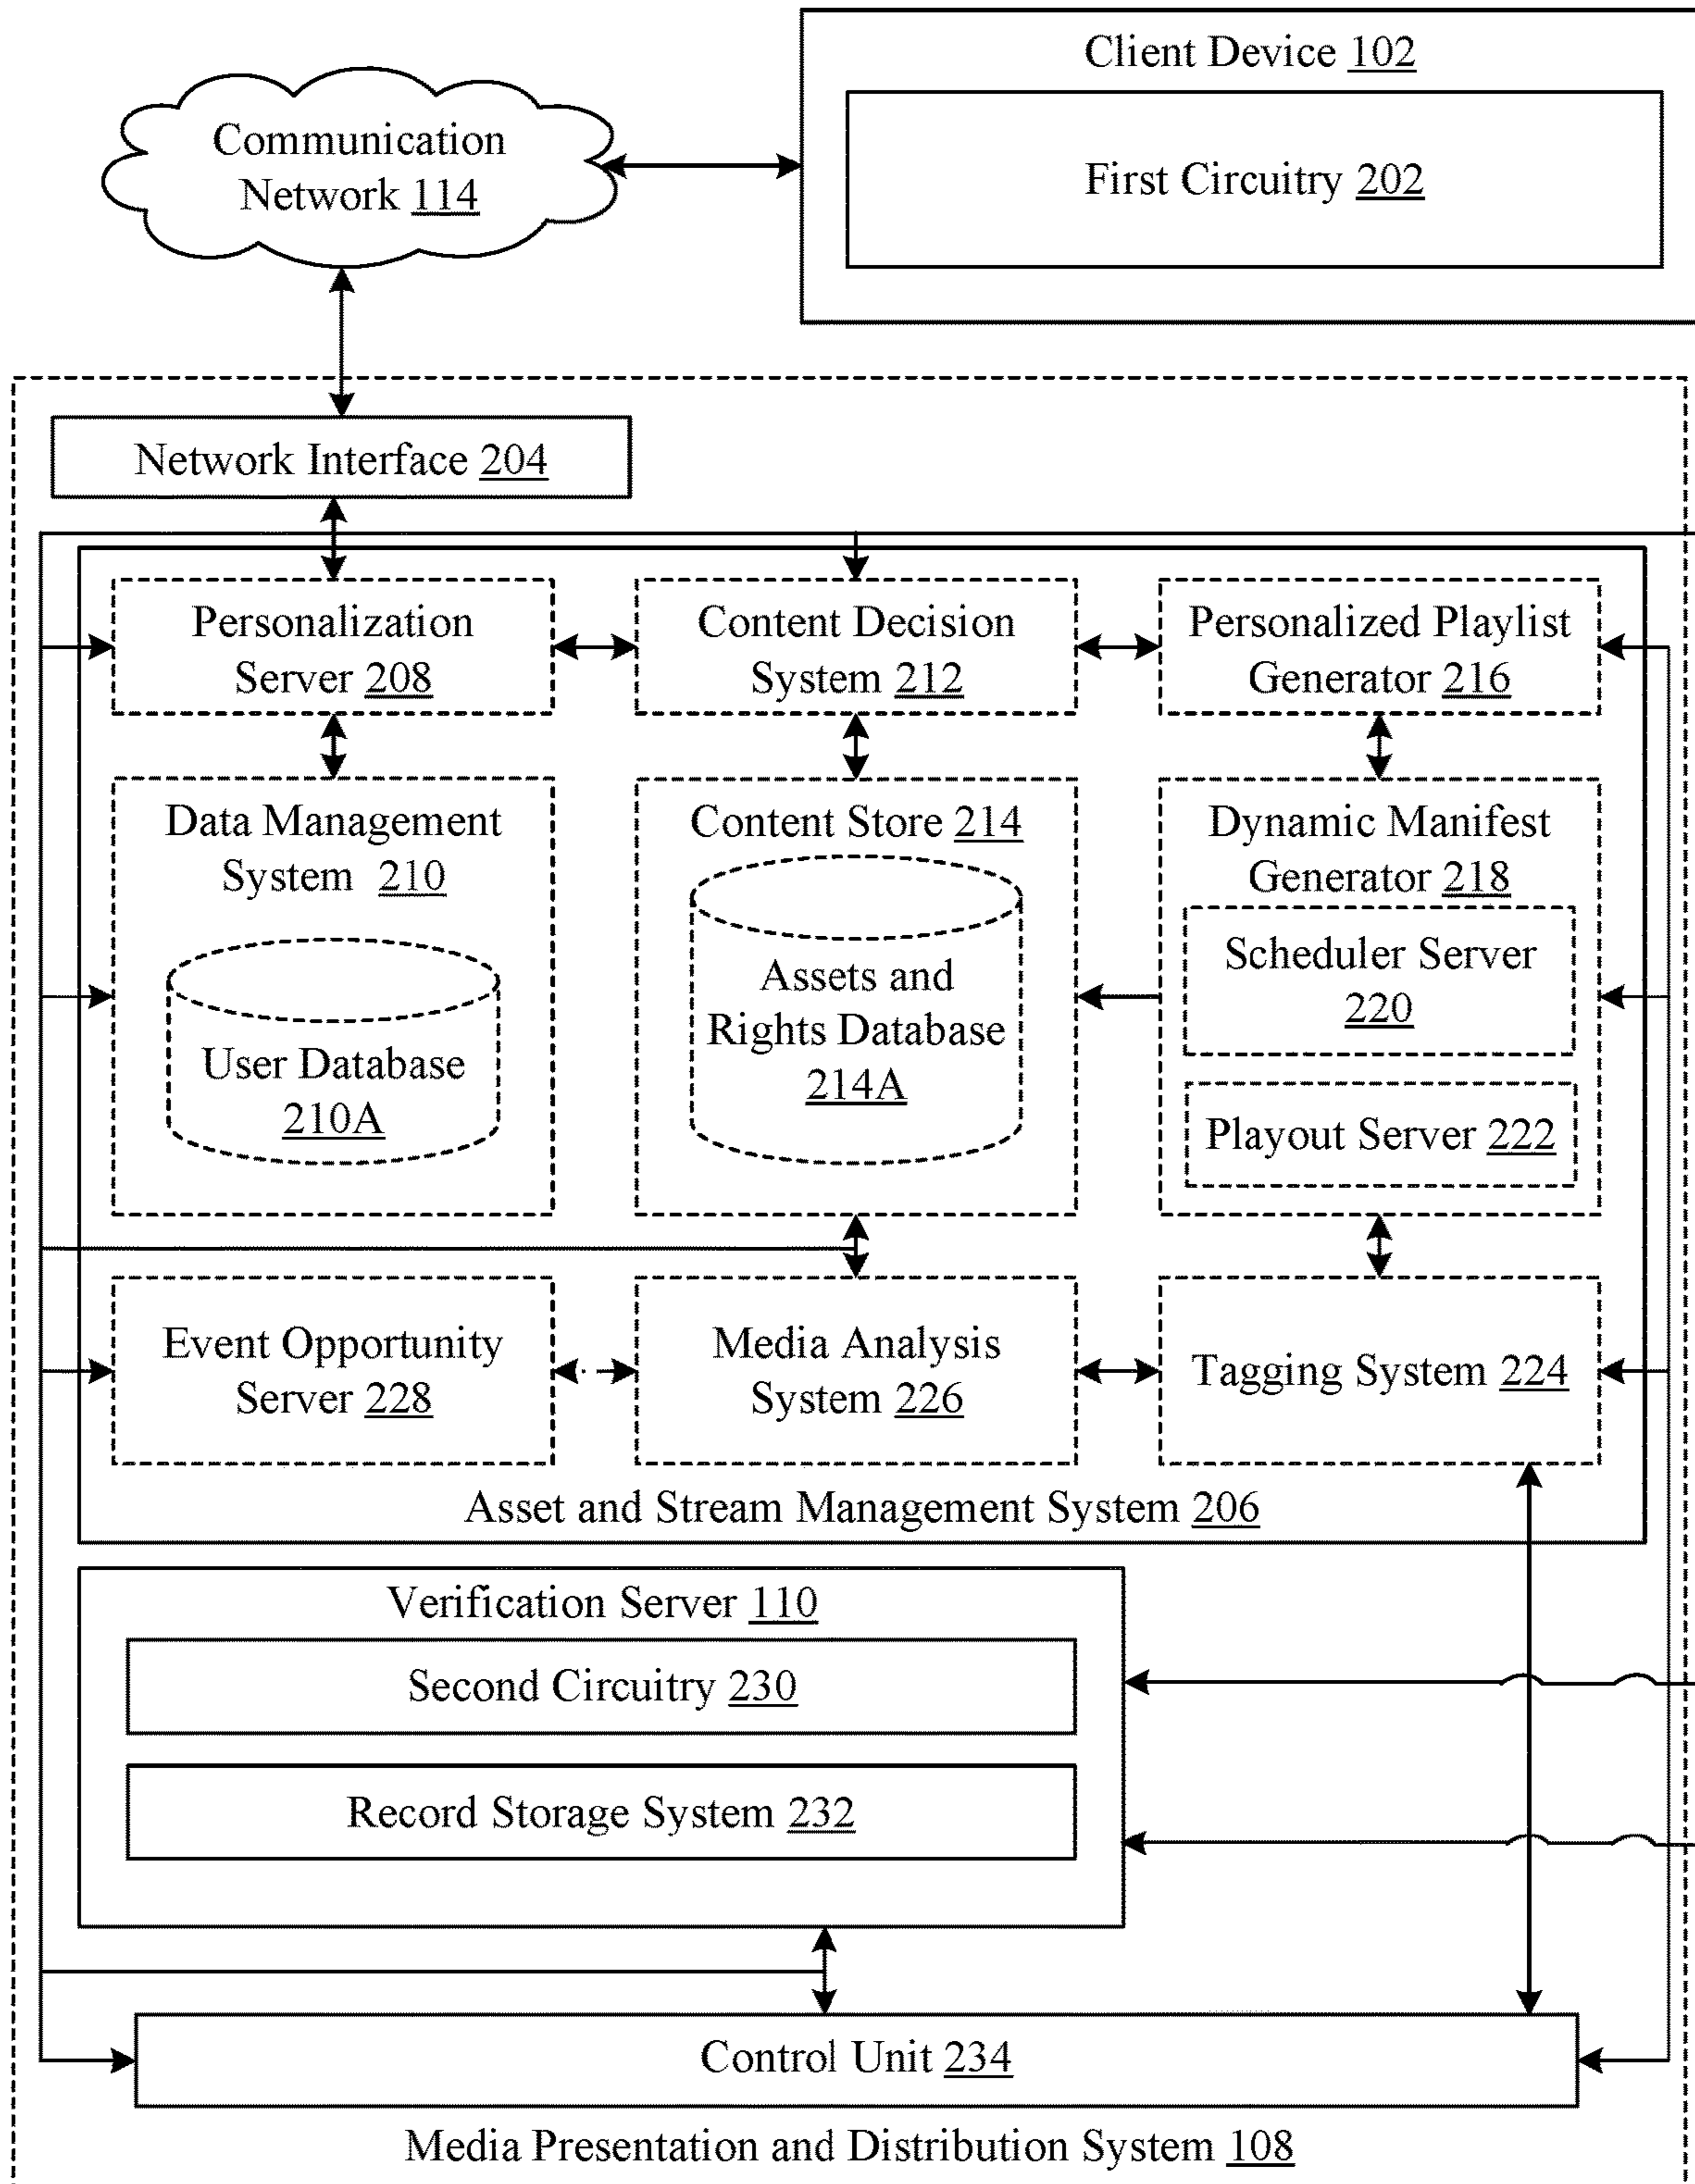 Client Device 102
First Circuitry 202
Communication
Network 114
Network Interface 204
Personalization
Server 208
Content Decision
System 212
Personalized Playlist
Generator 216
Data Management
System 210
User Database
210A
Content Store 214
Assets and
Rights Database
214A
Dynamic Manifest
Generator 218
Scheduler Server
220
Playout Server 222
Event Opportunity
Server 228
Media Analysis
System 226
Tagging System 224
Asset and Stream Management System 206
Verification Server 110
Second Circuitry 230
Record Storage System 232
Control Unit 234
Media Presentation and Distribution System 108